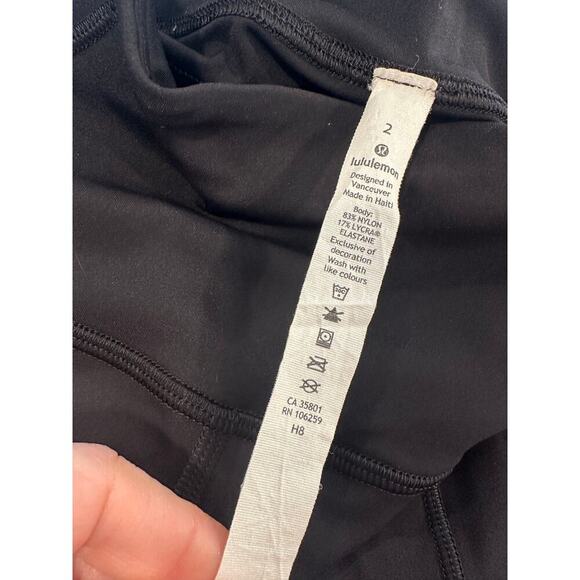 2
lululemon
Designed in
Vancouver
Made in Haiti
Body:
83% NYLON
17% LYCRA®
ELASTANE
Exclusive of
decoration
Wash with
like colours
30C
CA 35801
RN 106259
H8